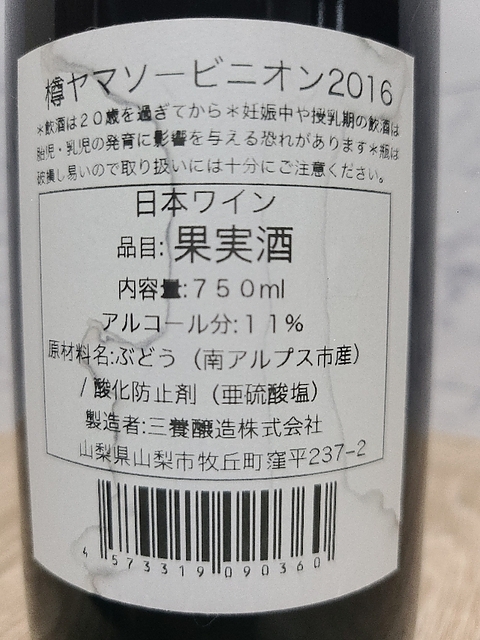 樽ヤマソービニオン2016
＊飲酒は20歳を過ぎてから＊妊娠中や授乳期の飲酒は
胎児・乳児の発育に影響を与える恐れがあります＊瓶は
破損し易いので取り扱いには十分にご注意ください。
日本ワイン
品目:果実酒
内容量:７５０ml
アルコール分:１１%
原材料名:ぶどう（南アルプス市産）
/酸化防止剤（亜硫酸塩）
製造者:三養醸造株式会社
山梨県山梨市牧丘町窪平237-2
4573319090360